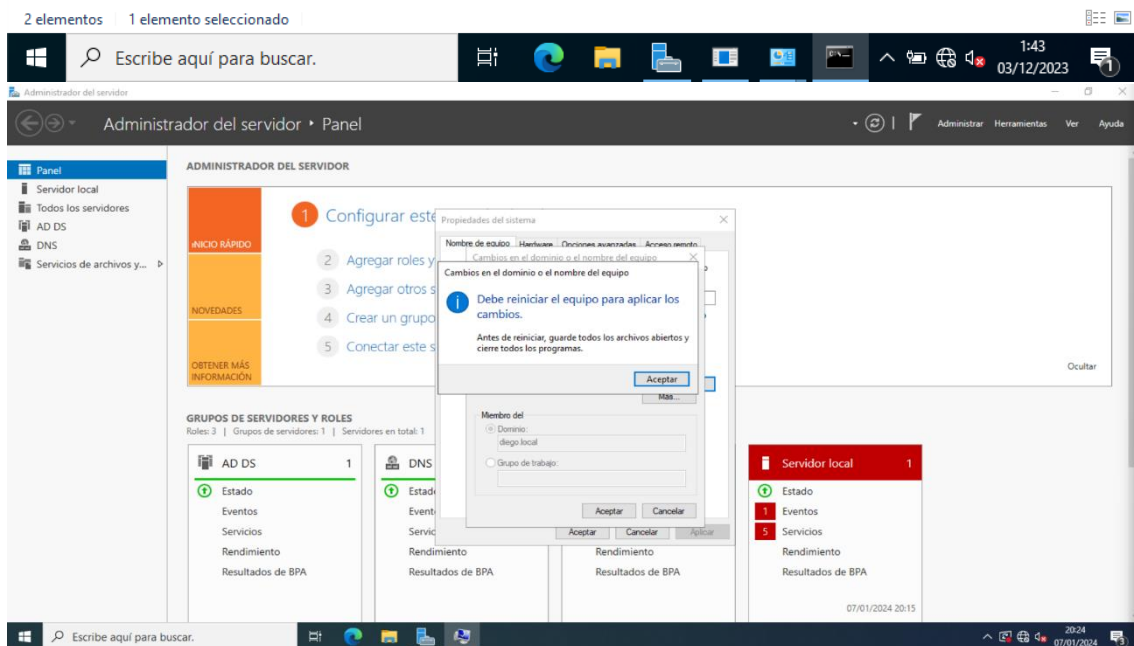 2 elementos 1 elemento seleccionado
Escribe aquí para buscar.
1:43
03/12/2023
1
Administrador del servidor
Administrador del servidor • Panel
Administrar Herramientas Ver Ayuda
Panel
Servidor local
Todos los servidores
AD DS
DNS
Servicios de archivos y...
ADMINISTRADOR DEL SERVIDOR
INICIO RÁPIDO
NOVEDADES
OBTENER MÁS
INFORMACIÓN
1 Configurar este
2 Agregar roles y
3 Agregar otros s
4 Crear un grupo
5 Conectar este s
Ocultar
Propiedades del sistema
Nombre de equipo Hardware Opciones avanzadas Acceso remoto
Cambios en el dominio o el nombre del equipo
Cambios en el dominio o el nombre del equipo
Debe reiniciar el equipo para aplicar los
cambios.
Antes de reiniciar, guarde todos los archivos abiertos y
cierre todos los programas.
Aceptar
Más...
Miembro del
Dominio:
diego.local
Grupo de trabajo:
Aceptar Cancelar
Aceptar Cancelar Aplicar
GRUPOS DE SERVIDORES Y ROLES
Roles: 3 | Grupos de servidores: 1 | Servidores en total: 1
AD DS 1
Estado
Eventos
Servicios
Rendimiento
Resultados de BPA
DNS
Estad
Event
Servic
Rendimiento
Resultados de BPA
Rendimiento
Resultados de BPA
Servidor local 1
Estado
1 Eventos
5 Servicios
Rendimiento
Resultados de BPA
07/01/2024 20:15
Escribe aquí para buscar.
20:24
07/01/2024
3